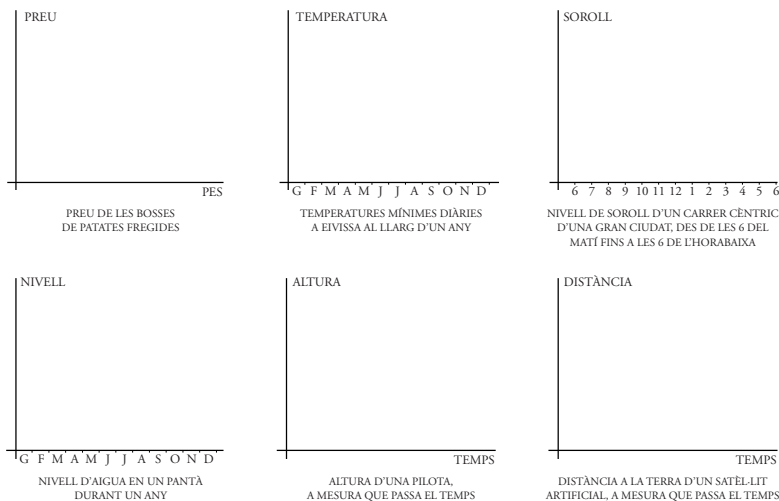 PREU
PES
PREU DE LES BOSSES
DE PATATES FREGIDES
TEMPERATURA
G F M A M J J A S O N D
TEMPERATURES MÍNIMES DIÀRIES
A EIVISSA AL LLARG D'UN ANY
SOROLL
6 7 8 9 10 11 12 1 2 3 4 5 6
NIVELL DE SOROLL D'UN CARRER CÈNTRIC
D'UNA GRAN CIUDAT, DES DE LES 6 DEL
MATÍ FINS A LES 6 DE L'HORABAIXA
NIVELL
G F M A M J J A S O N D
NIVELL D'AIGUA EN UN PANTÀ
DURANT UN ANY
ALTURA
TEMPS
ALTURA D'UNA PILOTA,
A MESURA QUE PASSA EL TEMPS
DISTÀNCIA
TEMPS
DISTÀNCIA A LA TERRA D'UN SATÈL·LIT
ARTIFICIAL, A MESURA QUE PASSA EL TEMPS